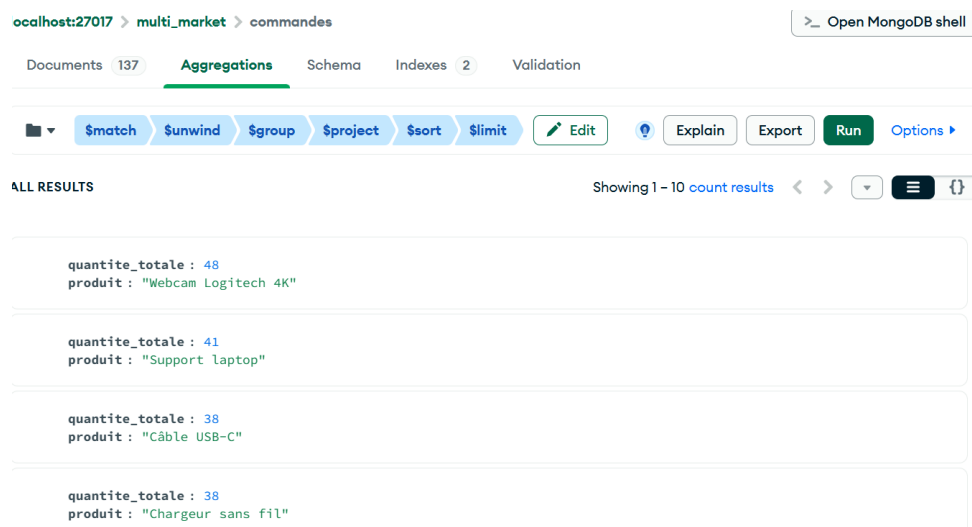 ocalhost:27017 > multi_market > commandes
>_ Open MongoDB shell
Documents 137 Aggregations Schema Indexes 2 Validation
$match $unwind $group $project $sort $limit Edit Explain Export Run Options
ALL RESULTS
Showing 1 – 10 count results < > {}
quantite_totale : 48
produit : "Webcam Logitech 4K"
quantite_totale : 41
produit : "Support laptop"
quantite_totale : 38
produit : "Câble USB-C"
quantite_totale : 38
produit : "Chargeur sans fil"